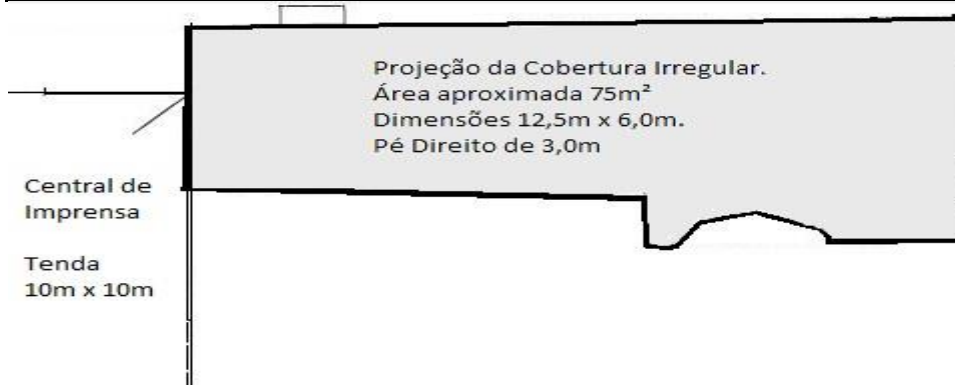 Projeção da Cobertura Irregular.
Área aproximada 75m²
Dimensões 12,5m x 6,0m.
Pé Direito de 3,0m
Central de
Imprensa
Tenda
10m x 10m